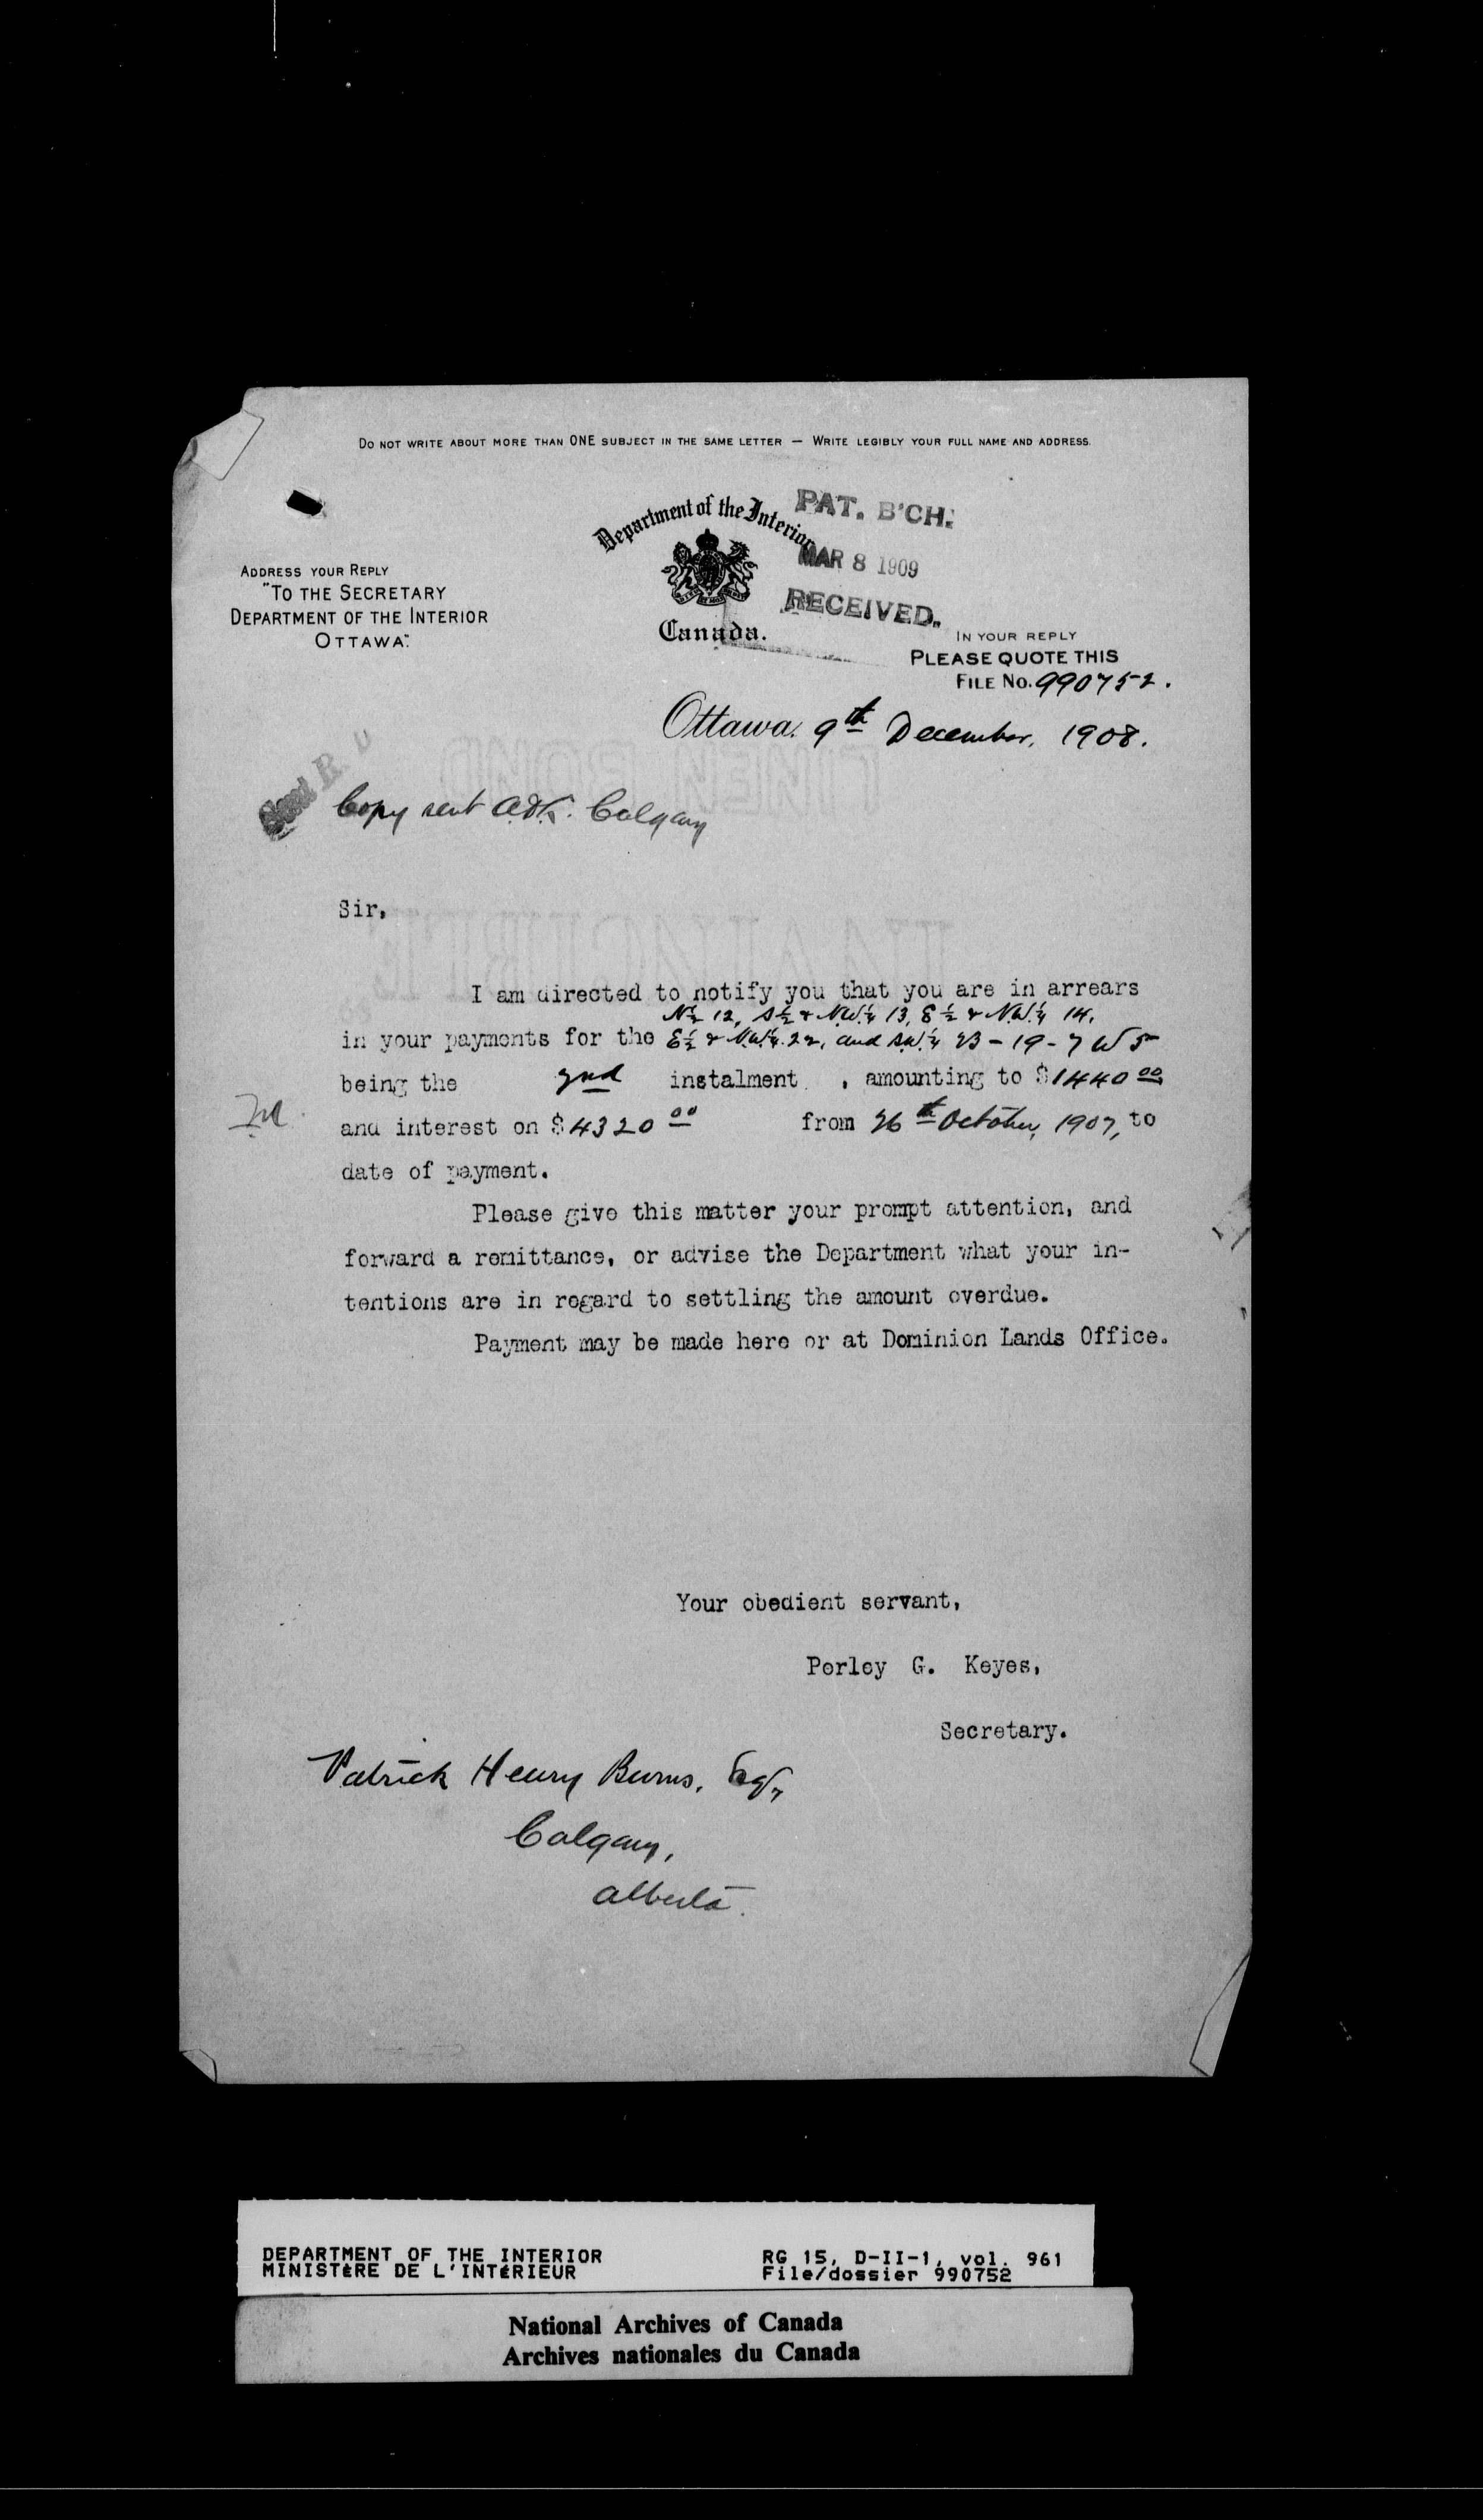 DO NOT WRITE ABOUT MORE THAN ONE SUBJECT IN THE SAME LETTER — WRITE LEGIBLY YOUR FULL NAME AND ADDRESS.
Department of the Interior
PAT. B'CH.
MAR 8 1909
RECEIVED.
Canada.
ADDRESS YOUR REPLY
"TO THE SECRETARY
DEPARTMENT OF THE INTERIOR
OTTAWA."
IN YOUR REPLY
PLEASE QUOTE THIS
FILE NO. 990752.
Ottawa, 9th December, 1908.
Copy sent Calgary
LINEN BOND
INVINCIBLE
Sir,
I am directed to notify you that you are in arrears
N½ 12, S½ & N.W.¼ 13, E½ & N.W.¼ 14,
in your payments for the E½ & N.W.¼ 22, and S.W.¼ 23-19-7 W5
being the 2nd instalment , amounting to $1440 00
and interest on $4320 00 from 26th October, 1907, to
date of payment.
Please give this matter your prompt attention, and
forward a remittance, or advise the Department what your in-
tentions are in regard to settling the amount overdue.
Payment may be made here or at Dominion Lands Office.
Your obedient servant,
Perley G. Keyes,
Secretary.
Patrick Henry Burns, Esq.,
Calgary,
Alberta.
DEPARTMENT OF THE INTERIOR
MINISTÈRE DE L'INTÉRIEUR
RG 15, D-II-1, vol. 961
File/dossier 990752
National Archives of Canada
Archives nationales du Canada